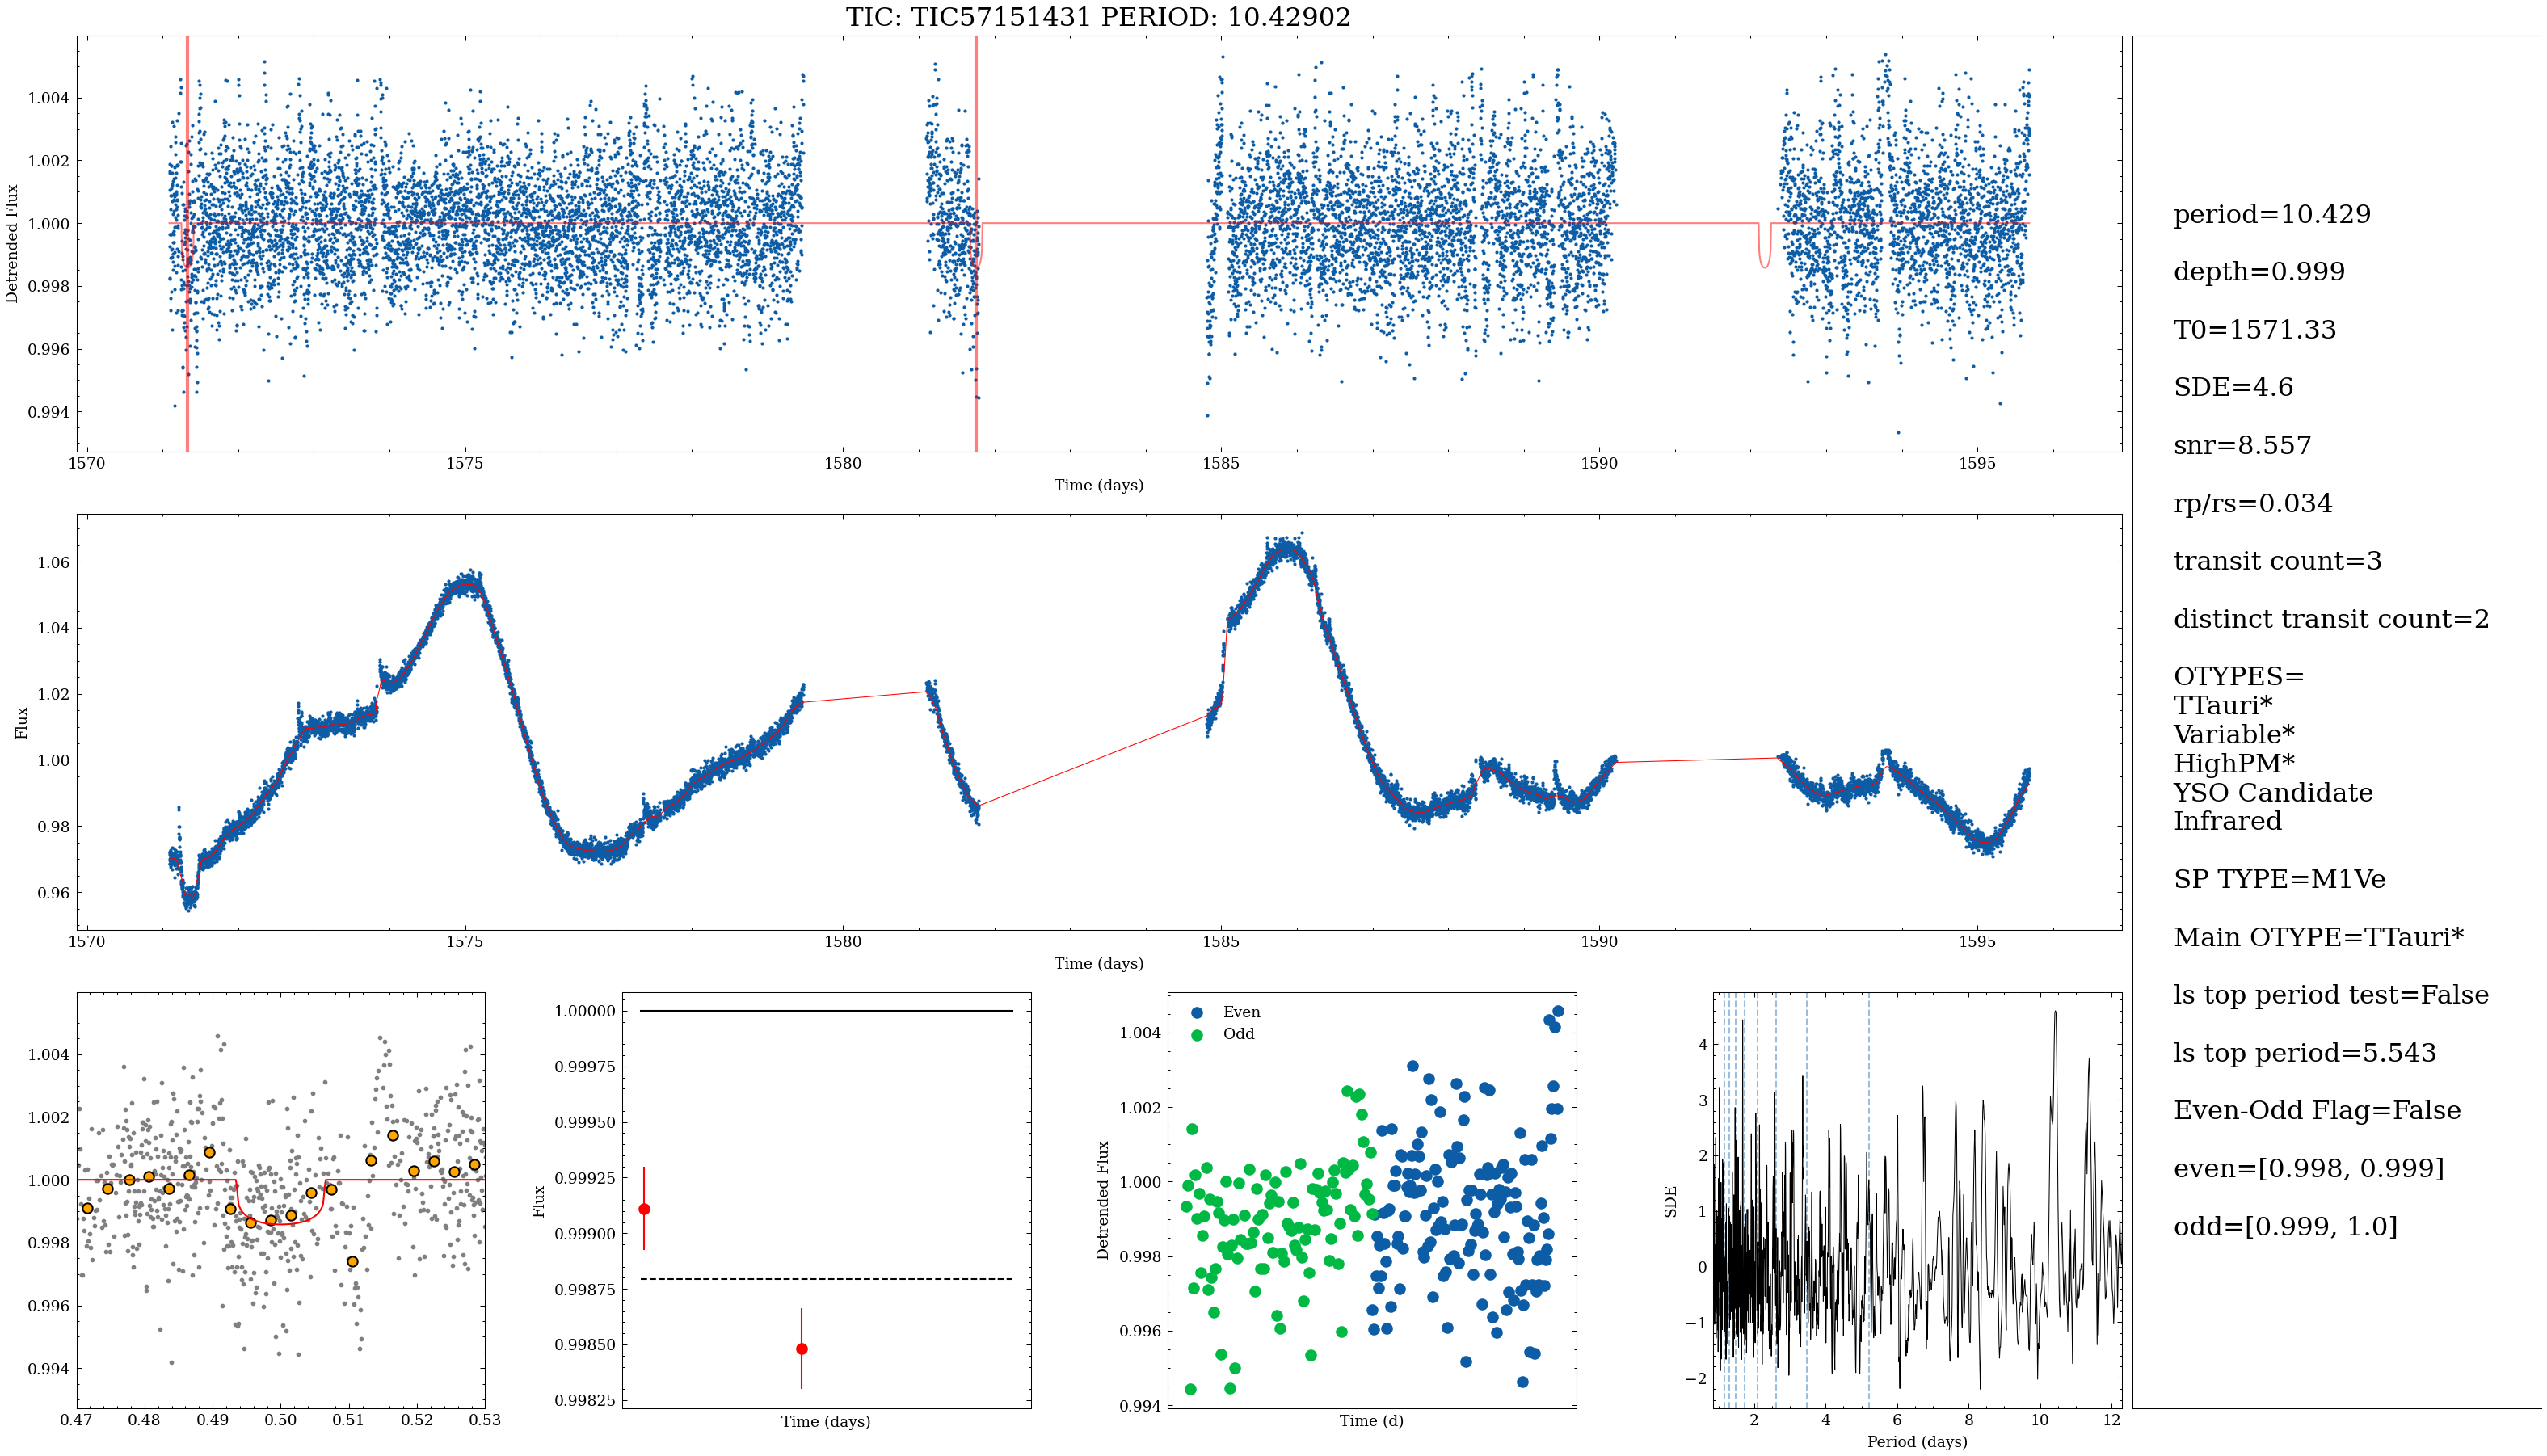 TIC: TIC57151431 PERIOD: 10.42902
Detrended Flux
1.004
1.002
1.000
0.998
0.996
0.994
1570
1575
1580
1585
1590
1595
Time (days)
Flux
1.06
1.04
1.02
1.00
0.98
0.96
1570
1575
1580
1585
1590
1595
Time (days)
1.004
1.002
1.000
0.998
0.996
0.994
0.47
0.48
0.49
0.50
0.51
0.52
0.53
Flux
1.00000
0.99975
0.99950
0.99925
0.99900
0.99875
0.99850
0.99825
Time (days)
Detrended Flux
1.004
1.002
1.000
0.998
0.996
0.994
Even
Odd
Time (d)
SDE
4
3
2
1
0
−1
−2
2
4
6
8
10
12
Period (days)
period=10.429
depth=0.999
T0=1571.33
SDE=4.6
snr=8.557
rp/rs=0.034
transit count=3
distinct transit count=2
OTYPES=
TTauri*
Variable*
HighPM*
YSO Candidate
Infrared
SP TYPE=M1Ve
Main OTYPE=TTauri*
ls top period test=False
ls top period=5.543
Even-Odd Flag=False
even=[0.998, 0.999]
odd=[0.999, 1.0]